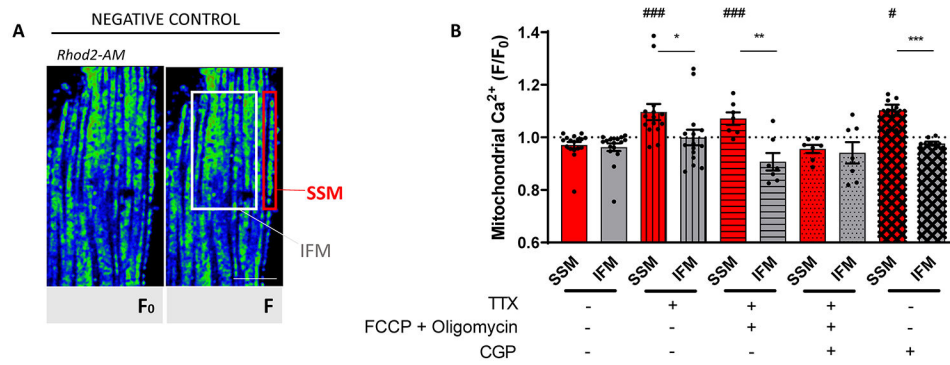 NEGATIVE CONTROL
A
Rhod2-AM
SSM
IFM
F0 F
B
### ### #
* ** ***
Mitochondrial Ca2+ (F/F0)
1.4
1.2
1.0
0.8
0.6
SSM IFM SSM IFM SSM IFM SSM IFM SSM IFM
TTX - + + + -
FCCP + Oligomycin - - + + -
CGP - - - + +